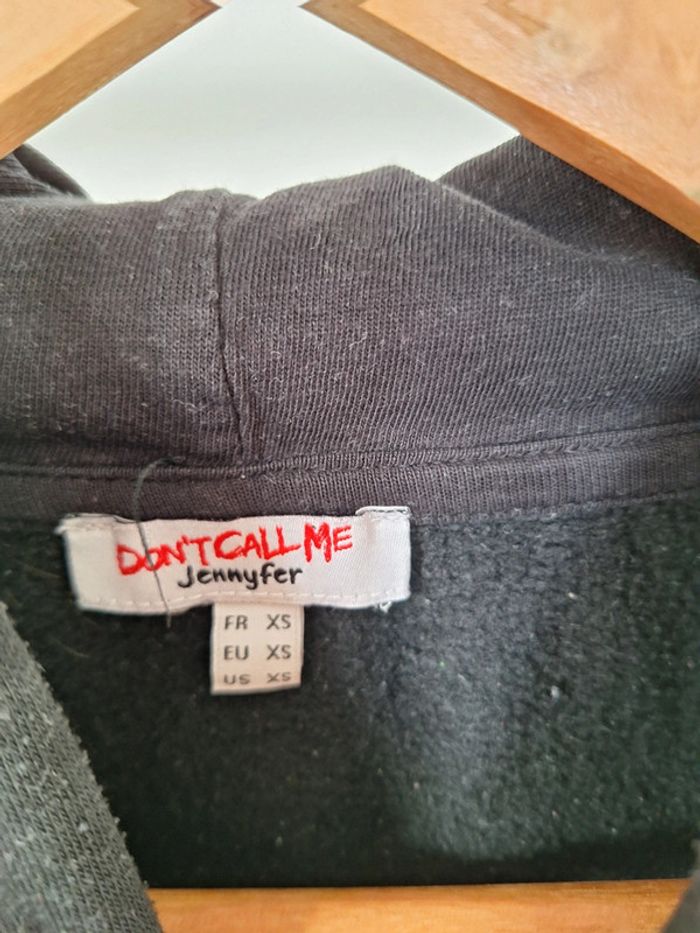 DON'T CALL ME
Jennyfer
FR XS
EU XS
US XS